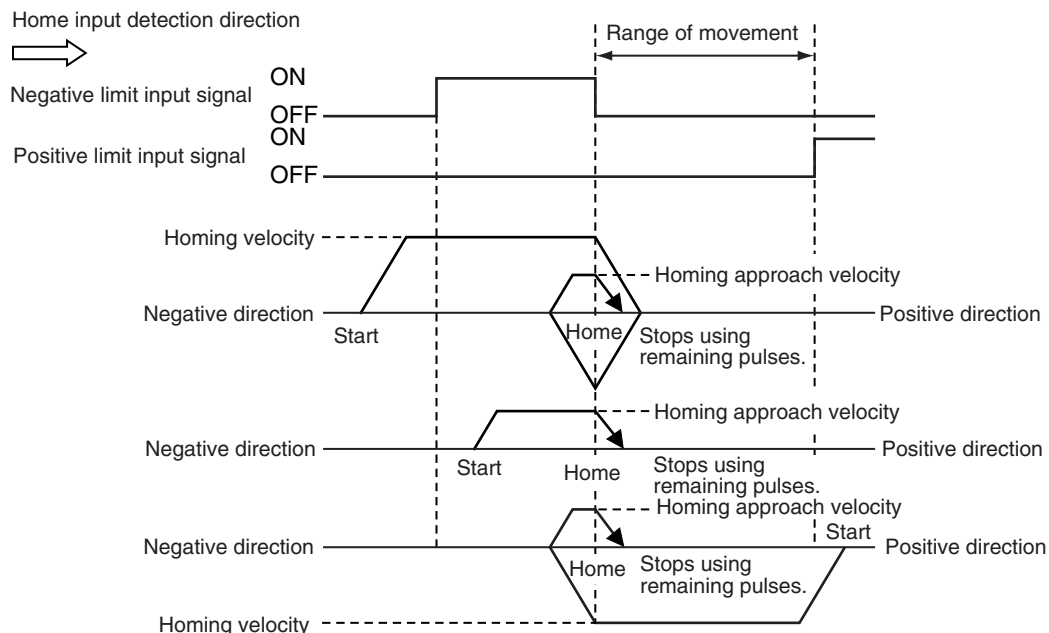 Home input detection direction
Range of movement
ON
Negative limit input signal
OFF
ON
Positive limit input signal
OFF
Homing velocity
Homing approach velocity
Negative direction
Positive direction
Start
Home
Stops using
remaining pulses.
Homing approach velocity
Negative direction
Positive direction
Start
Home
Stops using
remaining pulses.
Homing approach velocity
Start
Negative direction
Positive direction
Home
Stops using
remaining pulses.
Homing velocity